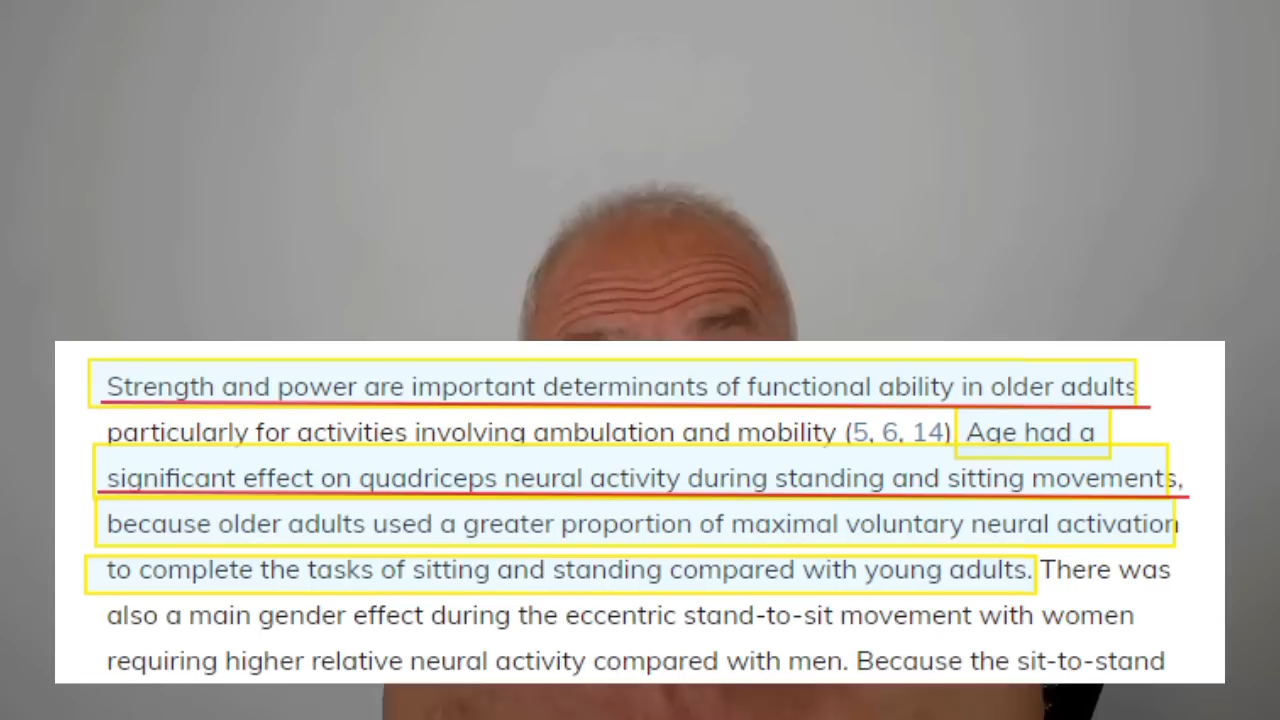 Strength and power are important determinants of functional ability in older adults
particularly for activities involving ambulation and mobility (5, 6, 14) Age had a
significant effect on quadriceps neural activity during standing and sitting movements,
because older adults used a greater proportion of maximal voluntary neural activation
to complete the tasks of sitting and standing compared with young adults. There was
also a main gender effect during the eccentric stand-to-sit movement with women
requiring higher relative neural activity compared with men. Because the sit-to-stand